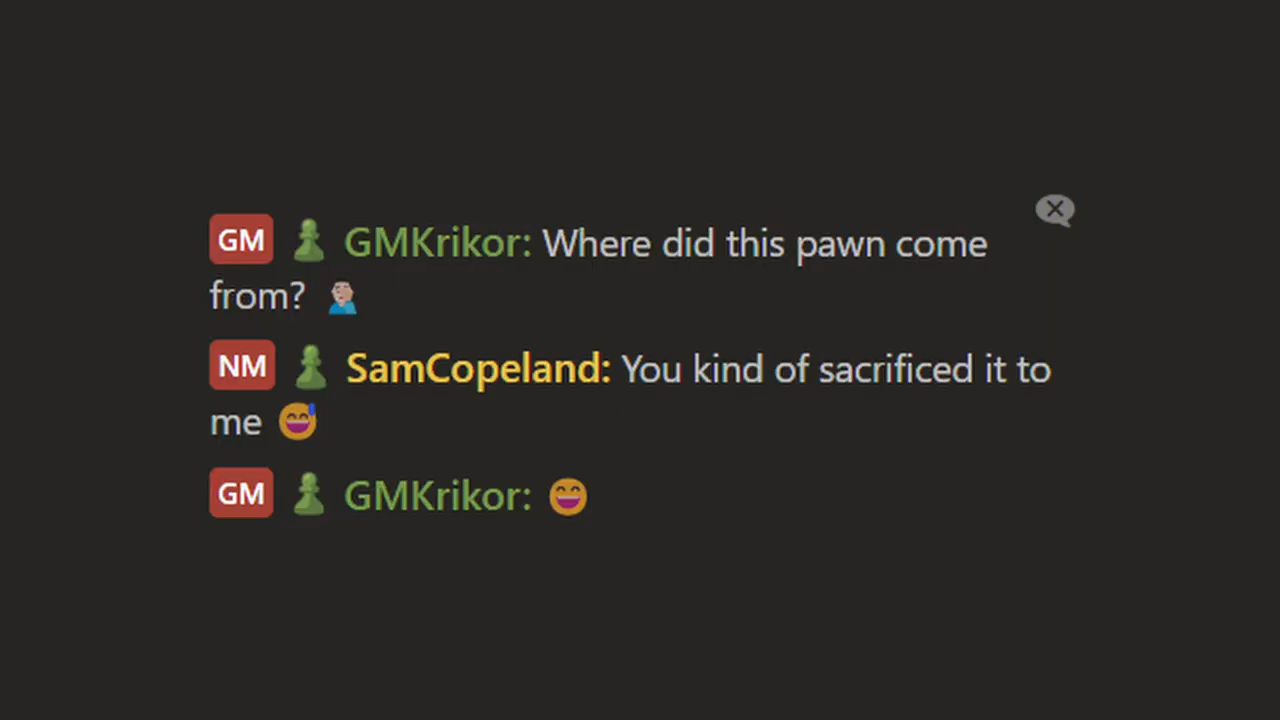 GM GMKrikor: Where did this pawn come
from? 🤦‍♂️
NM SamCopeland: You kind of sacrificed it to
me 😅
GM GMKrikor: 😄